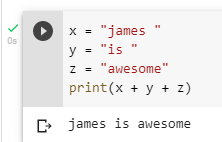 0s
x = "james "
y = "is "
z = "awesome"
print(x + y + z)
james is awesome